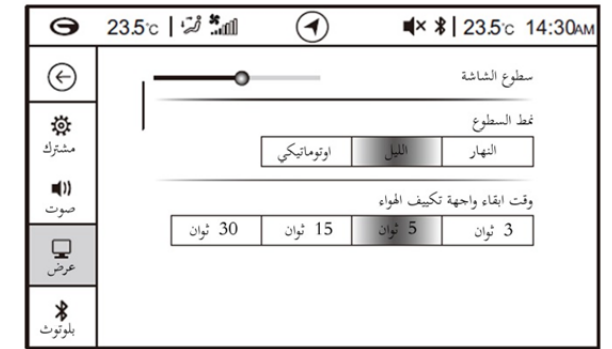 23.5°c | | 23.5°c 14:30AM
سطوع الشاشة
نمط السطوع
النهار الليل اوتوماتيكي
وقت ابقاء واجهة تكييف الهواء
3 ثوان 5 ثوان 15 ثوان 30 ثوان
مشترك
صوت
عرض
بلوتوث